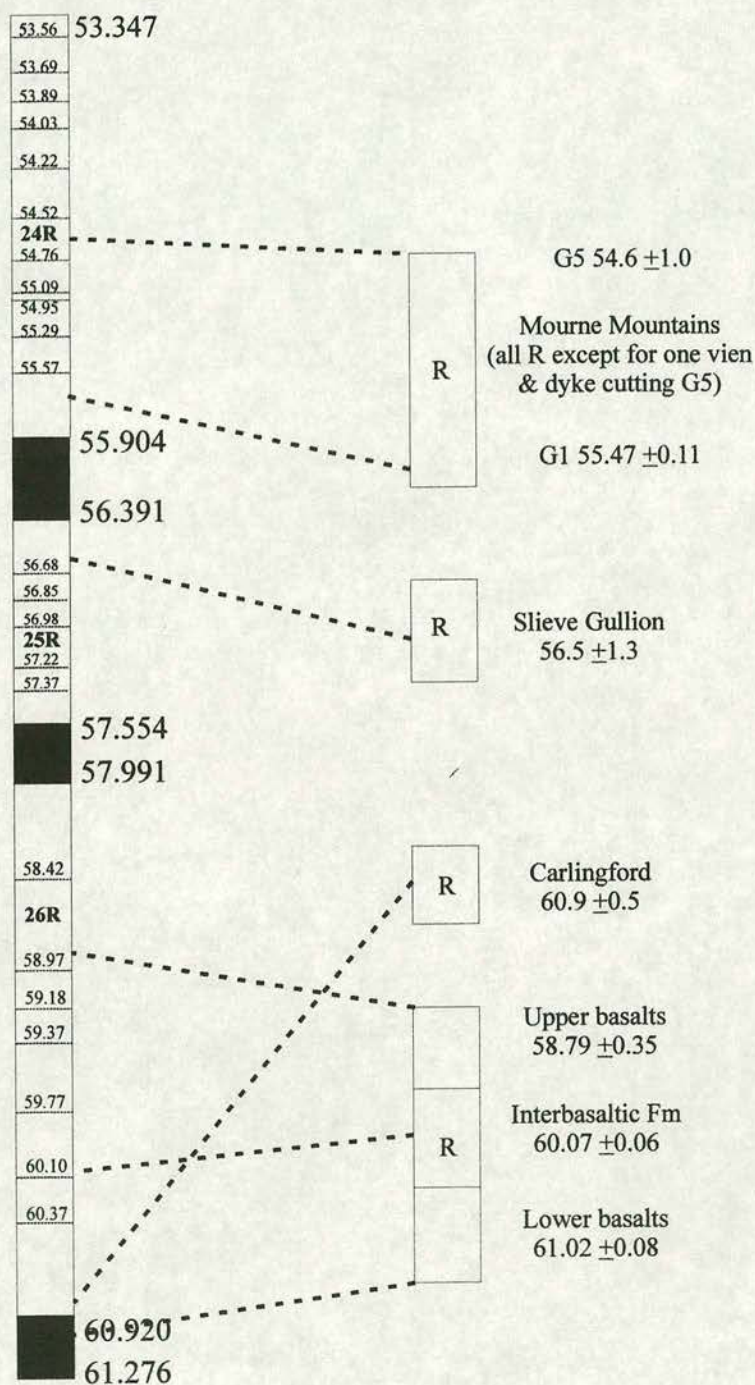 53.56 53.347
53.69
53.89
54.03
54.22
54.52
24R
54.76
55.09
54.95
55.29
55.57
55.904
56.391
56.68
56.85
56.98
25R
57.22
57.37
57.554
57.991
58.42
26R
58.97
59.18
59.37
59.77
60.10
60.37
60.920
61.276
R
R
R
R
G5 54.6 ±1.0
Mourne Mountains
(all R except for one vien
& dyke cutting G5)
G1 55.47 ±0.11
Slieve Gullion
56.5 ±1.3
Carlingford
60.9 ±0.5
Upper basalts
58.79 ±0.35
Interbasaltic Fm
60.07 ±0.06
Lower basalts
61.02 ±0.08